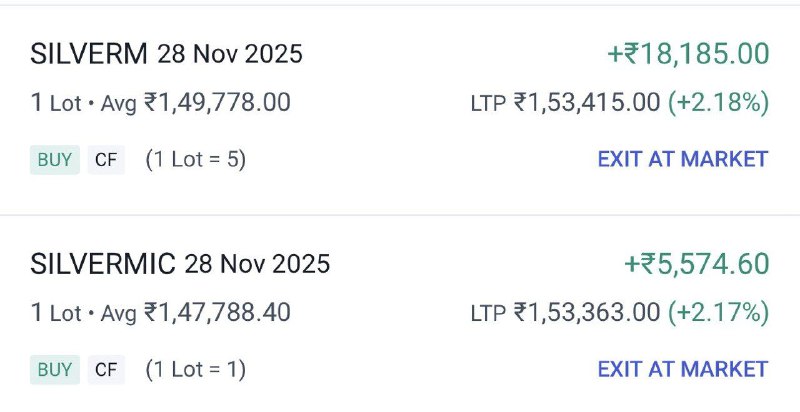 SILVERM 28 Nov 2025 +₹18,185.00
1 Lot • Avg ₹1,49,778.00 LTP ₹1,53,415.00 (+2.18%)
BUY CF (1 Lot = 5) EXIT AT MARKET
SILVERMIC 28 Nov 2025 +₹5,574.60
1 Lot • Avg ₹1,47,788.40 LTP ₹1,53,363.00 (+2.17%)
BUY CF (1 Lot = 1) EXIT AT MARKET